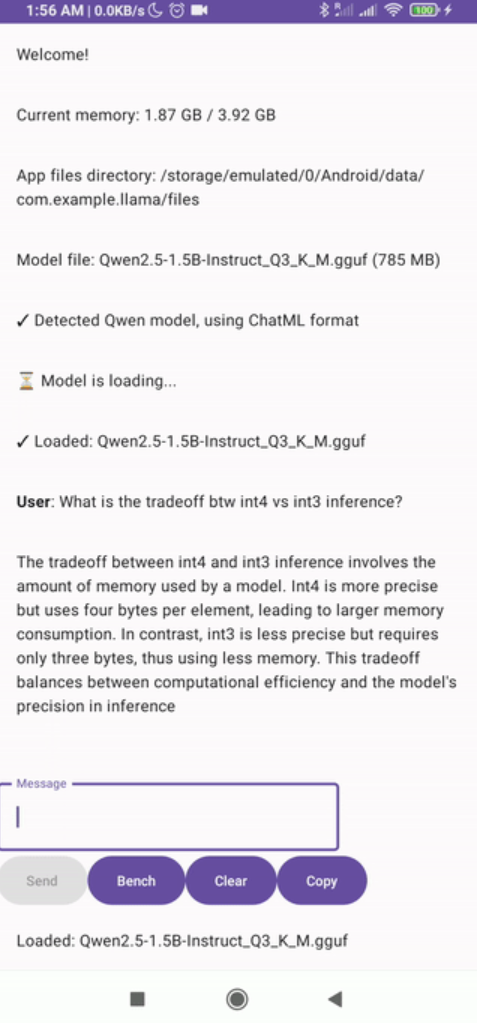 1:56 AM | 0.0KB/s
100
Welcome!
Current memory: 1.87 GB / 3.92 GB
App files directory: /storage/emulated/0/Android/data/
com.example.llama/files
Model file: Qwen2.5-1.5B-Instruct_Q3_K_M.gguf (785 MB)
✓ Detected Qwen model, using ChatML format
⏳ Model is loading...
✓ Loaded: Qwen2.5-1.5B-Instruct_Q3_K_M.gguf
User: What is the tradeoff btw int4 vs int3 inference?
The tradeoff between int4 and int3 inference involves the
amount of memory used by a model. Int4 is more precise
but uses four bytes per element, leading to larger memory
consumption. In contrast, int3 is less precise but requires
only three bytes, thus using less memory. This tradeoff
balances between computational efficiency and the model's
precision in inference
Message
Send Bench Clear Copy
Loaded: Qwen2.5-1.5B-Instruct_Q3_K_M.gguf